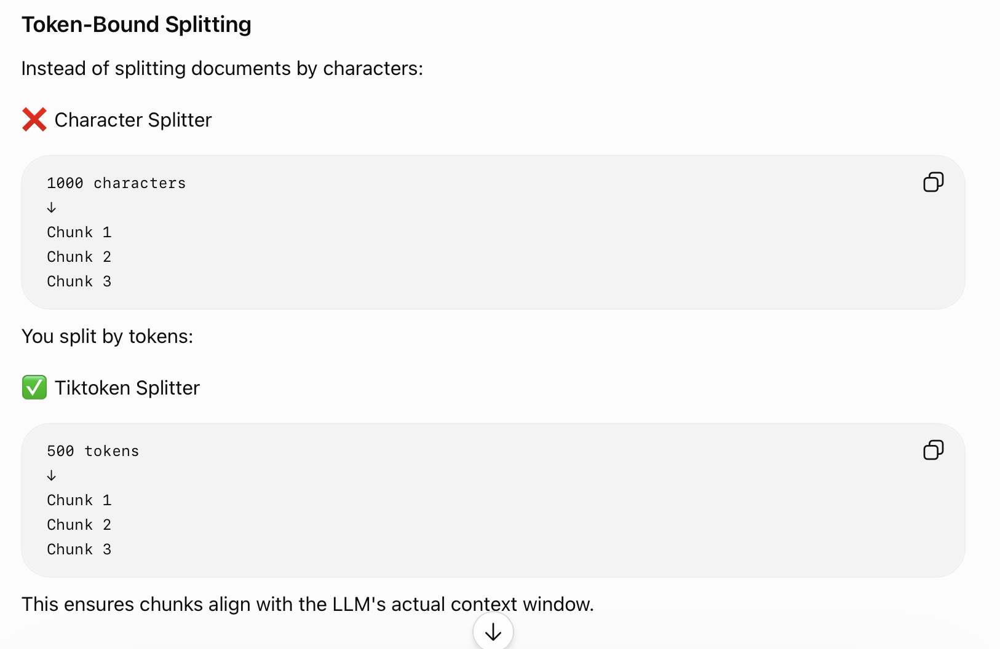 Token-Bound Splitting
Instead of splitting documents by characters:
❌ Character Splitter
1000 characters
↓
Chunk 1
Chunk 2
Chunk 3
You split by tokens:
✅ Tiktoken Splitter
500 tokens
↓
Chunk 1
Chunk 2
Chunk 3
This ensures chunks align with the LLM's actual context window.